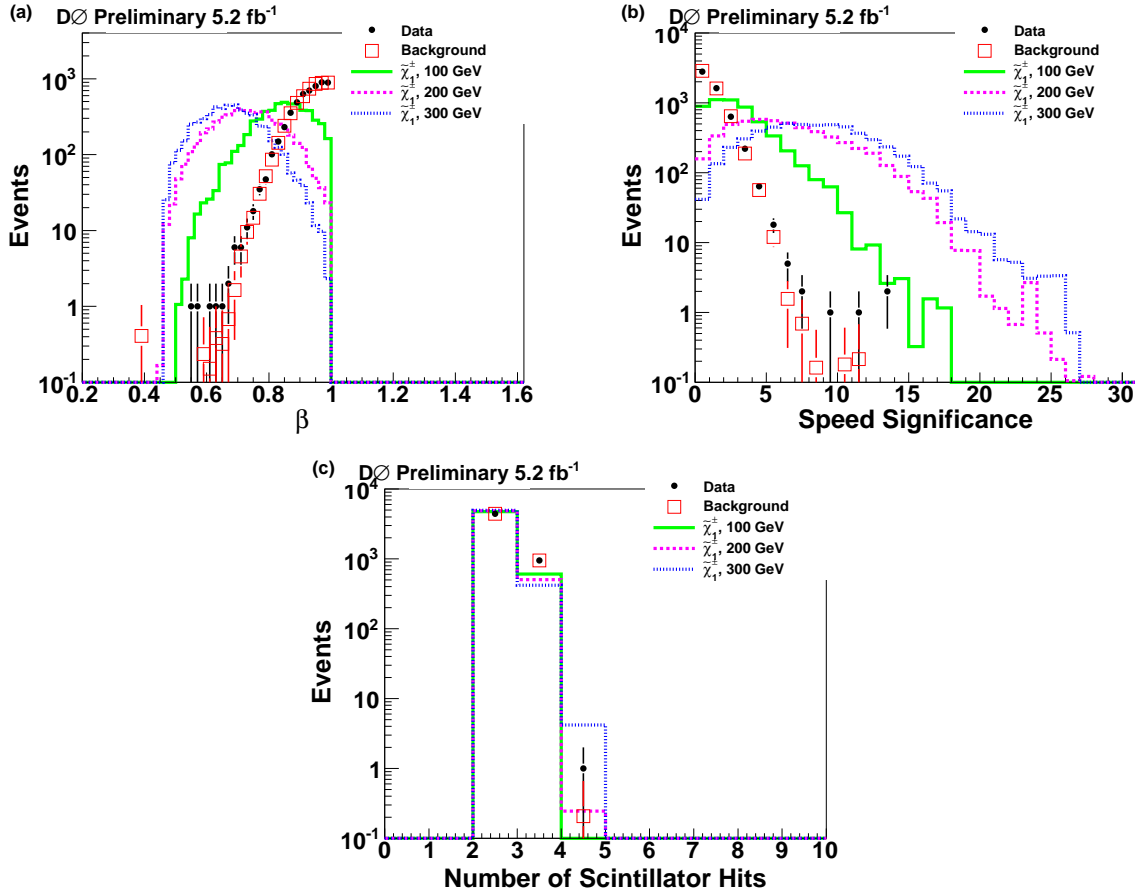 (a) DØ Preliminary 5.2 fb⁻¹
Data
Background
χ̃₁±, 100 GeV
χ̃₁±, 200 GeV
χ̃₁±, 300 GeV
Events
10³
10²
10
1
10⁻¹
0.2 0.4 0.6 0.8 1 1.2 1.4 1.6
β
(b) DØ Preliminary 5.2 fb⁻¹
Data
Background
χ̃₁±, 100 GeV
χ̃₁±, 200 GeV
χ̃₁±, 300 GeV
Events
10⁴
10³
10²
10
1
10⁻¹
0 5 10 15 20 25 30
Speed Significance
(c) DØ Preliminary 5.2 fb⁻¹
Data
Background
χ̃₁±, 100 GeV
χ̃₁±, 200 GeV
χ̃₁±, 300 GeV
Events
10⁴
10³
10²
10
1
10⁻¹
0 1 2 3 4 5 6 7 8 9 10
Number of Scintillator Hits